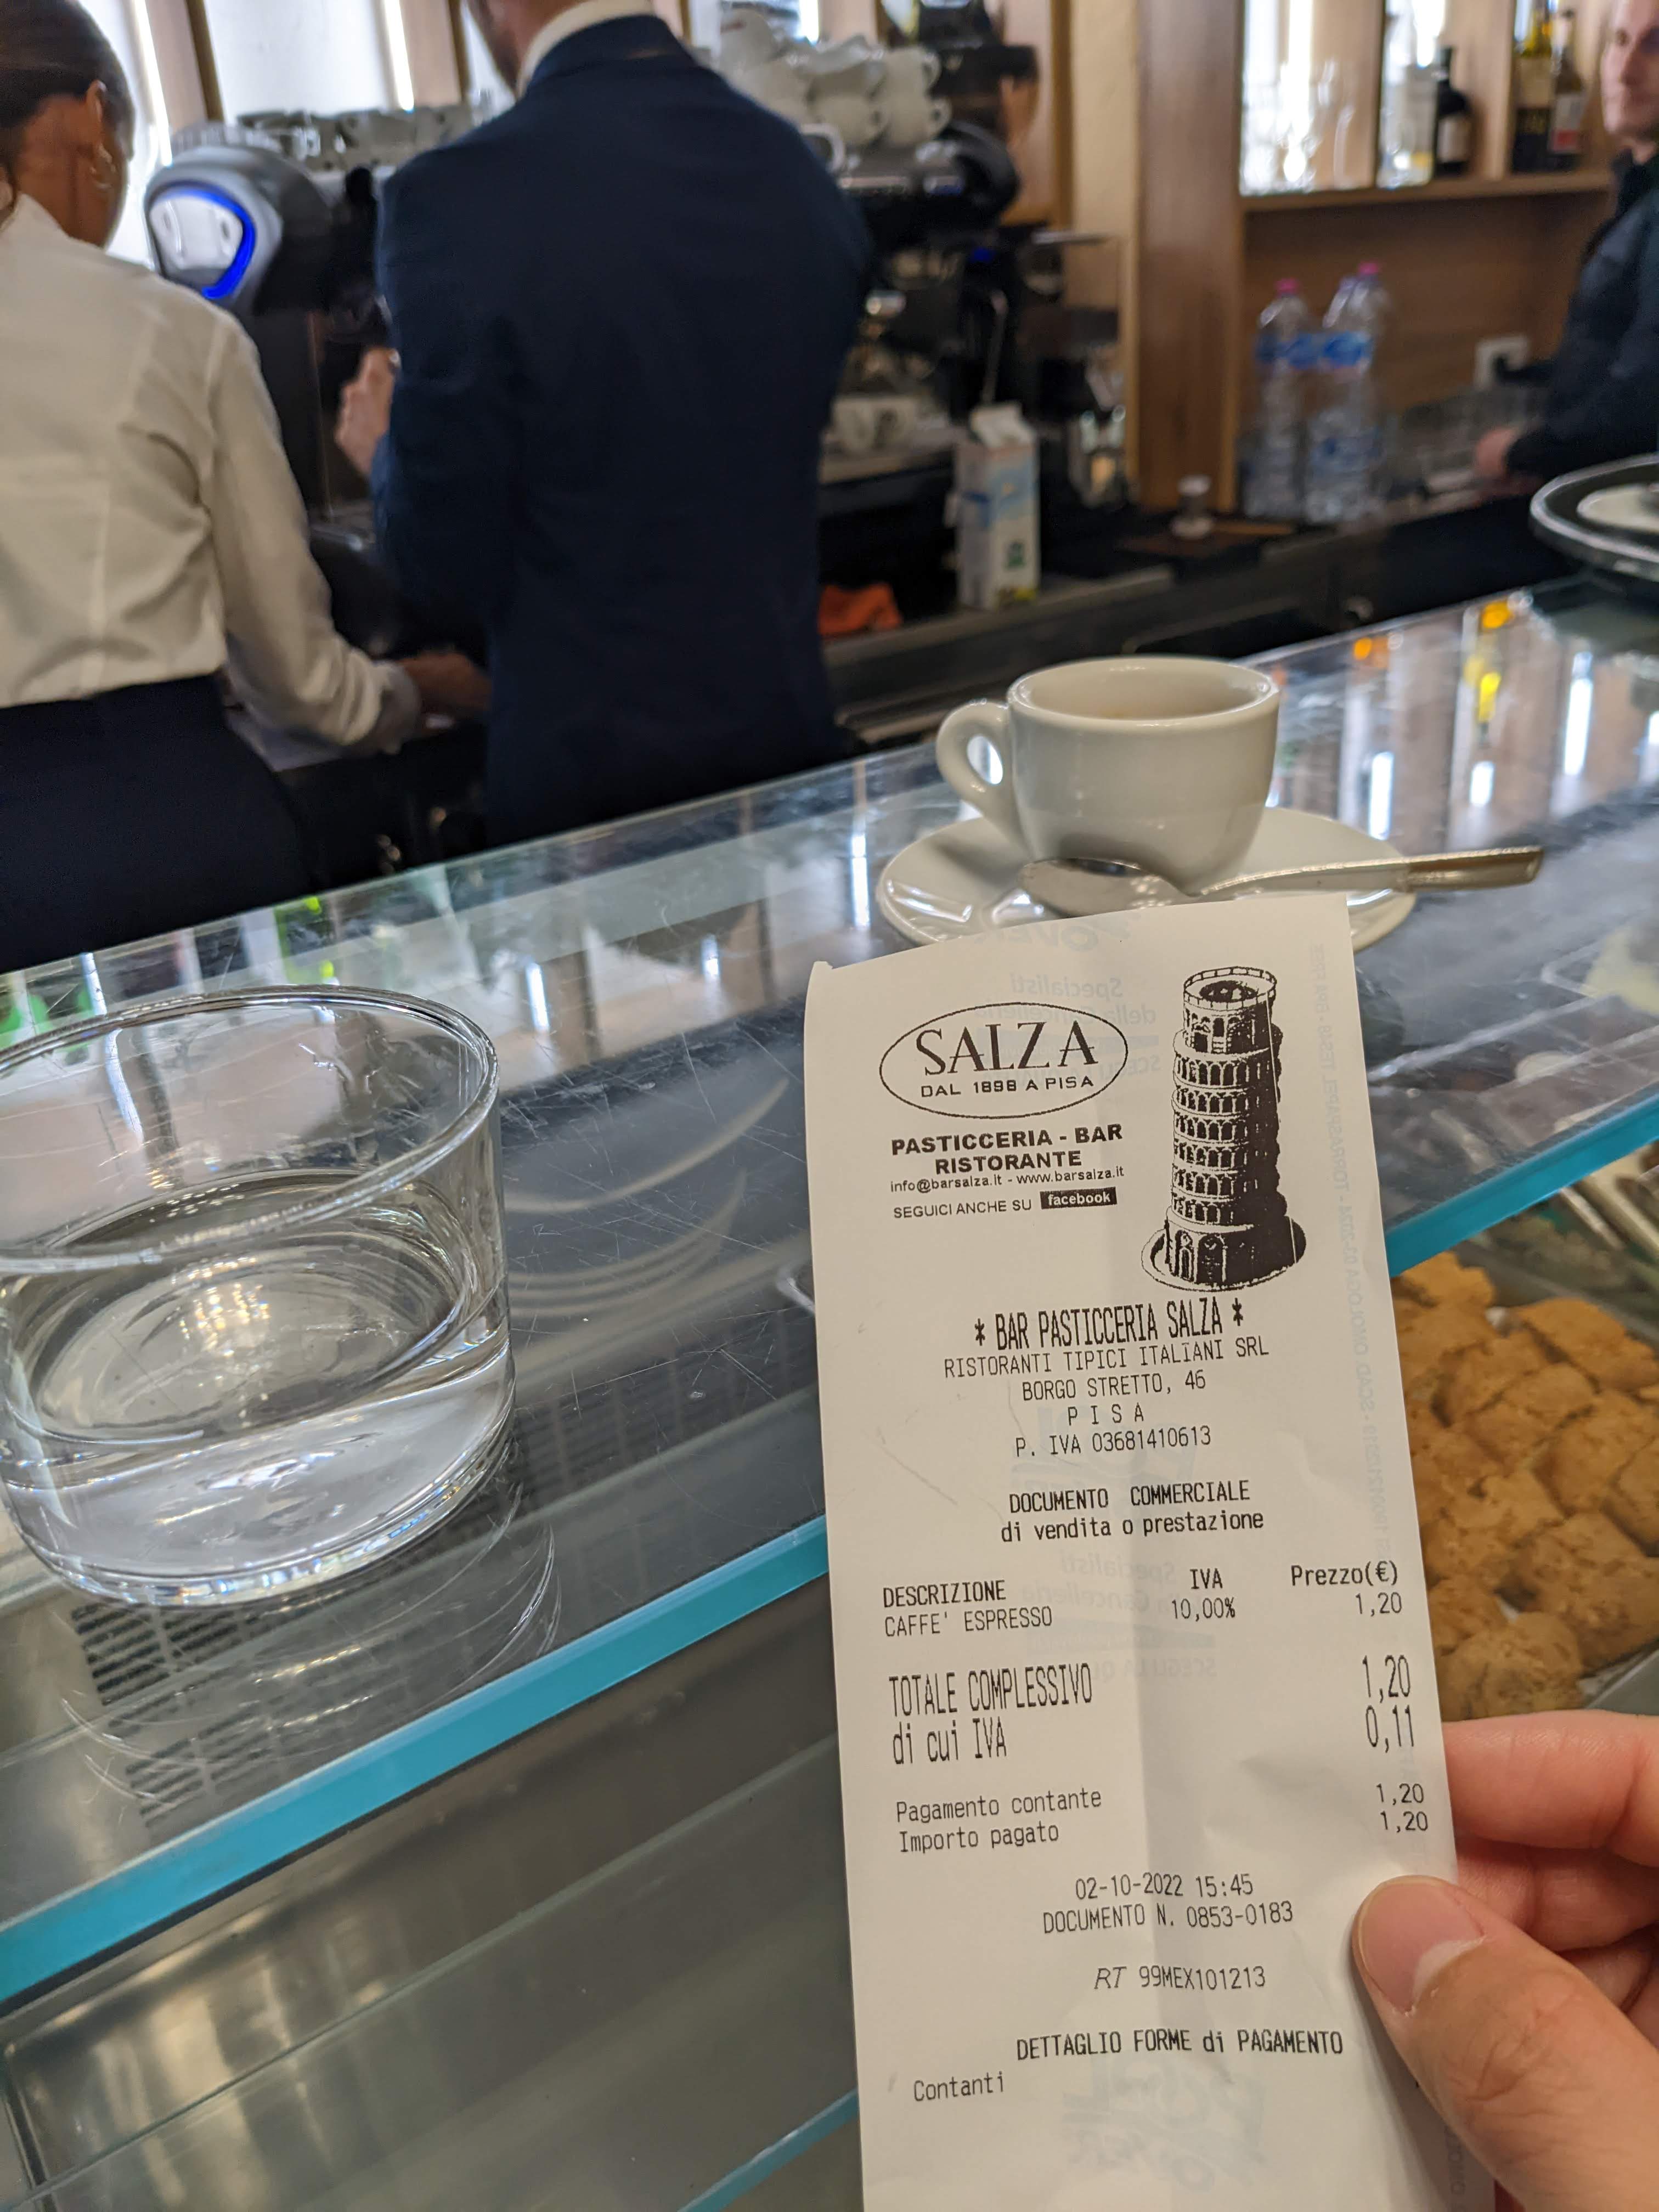 SALZA
DAL 1898 A PISA
PASTICCERIA - BAR
RISTORANTE
info@barsalza.it - www.barsalza.it
SEGUICI ANCHE SU facebook
* BAR PASTICCERIA SALZA *
RISTORANTI TIPICI ITALIANI SRL
BORGO STRETTO, 46
P I S A
P. IVA 03681410613
DOCUMENTO COMMERCIALE
di vendita o prestazione
DESCRIZIONE IVA Prezzo(€)
CAFFE' ESPRESSO 10,00% 1,20
TOTALE COMPLESSIVO 1,20
di cui IVA 0,11
Pagamento contante 1,20
Importo pagato 1,20
02-10-2022 15:45
DOCUMENTO N. 0853-0183
RT 99MEX101213
DETTAGLIO FORME di PAGAMENTO
Contanti